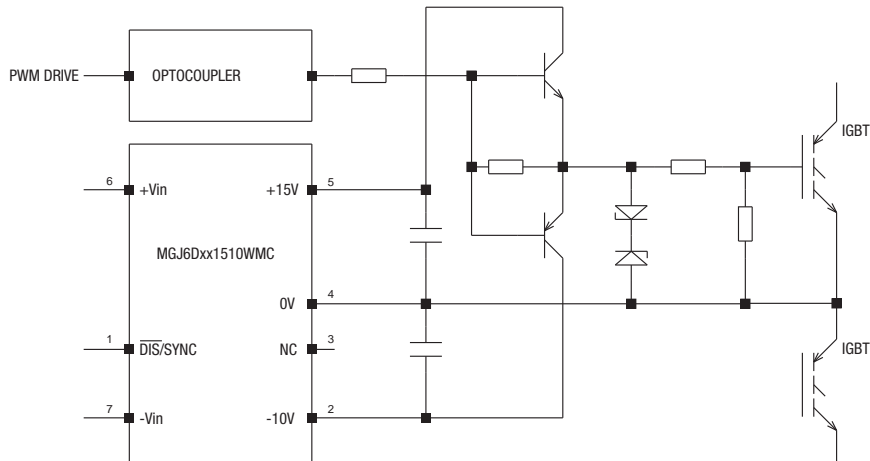 PWM DRIVE
OPTOCOUPLER
IGBT
6
+Vin
+15V
5
MGJ6Dxx1510WMC
0V
4
1
DIS/SYNC
NC
3
IGBT
7
-Vin
-10V
2